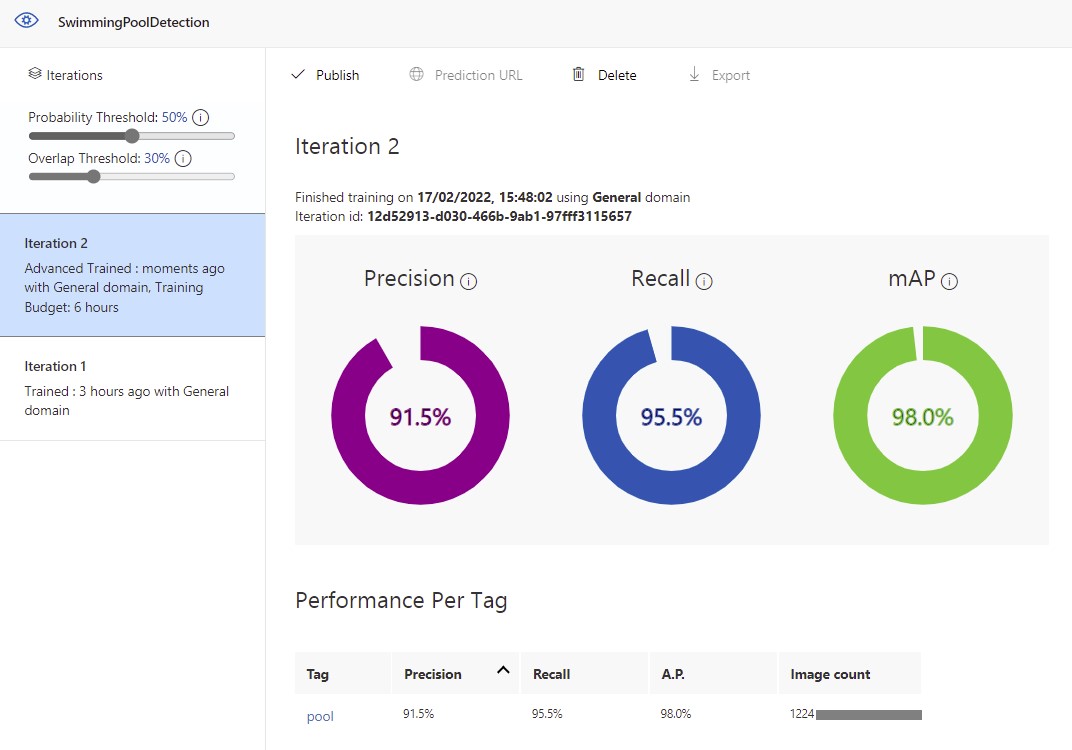 SwimmingPoolDetection
Iterations
Probability Threshold: 50%
Overlap Threshold: 30%
Iteration 2
Advanced Trained : moments ago
with General domain, Training
Budget: 6 hours
Iteration 1
Trained : 3 hours ago with General
domain
Publish Prediction URL Delete Export
Iteration 2
Finished training on 17/02/2022, 15:48:02 using General domain
Iteration id: 12d52913-d030-466b-9ab1-97fff3115657
Precision Recall mAP
91.5% 95.5% 98.0%
Performance Per Tag
Tag Precision Recall A.P. Image count
pool 91.5% 95.5% 98.0% 1224